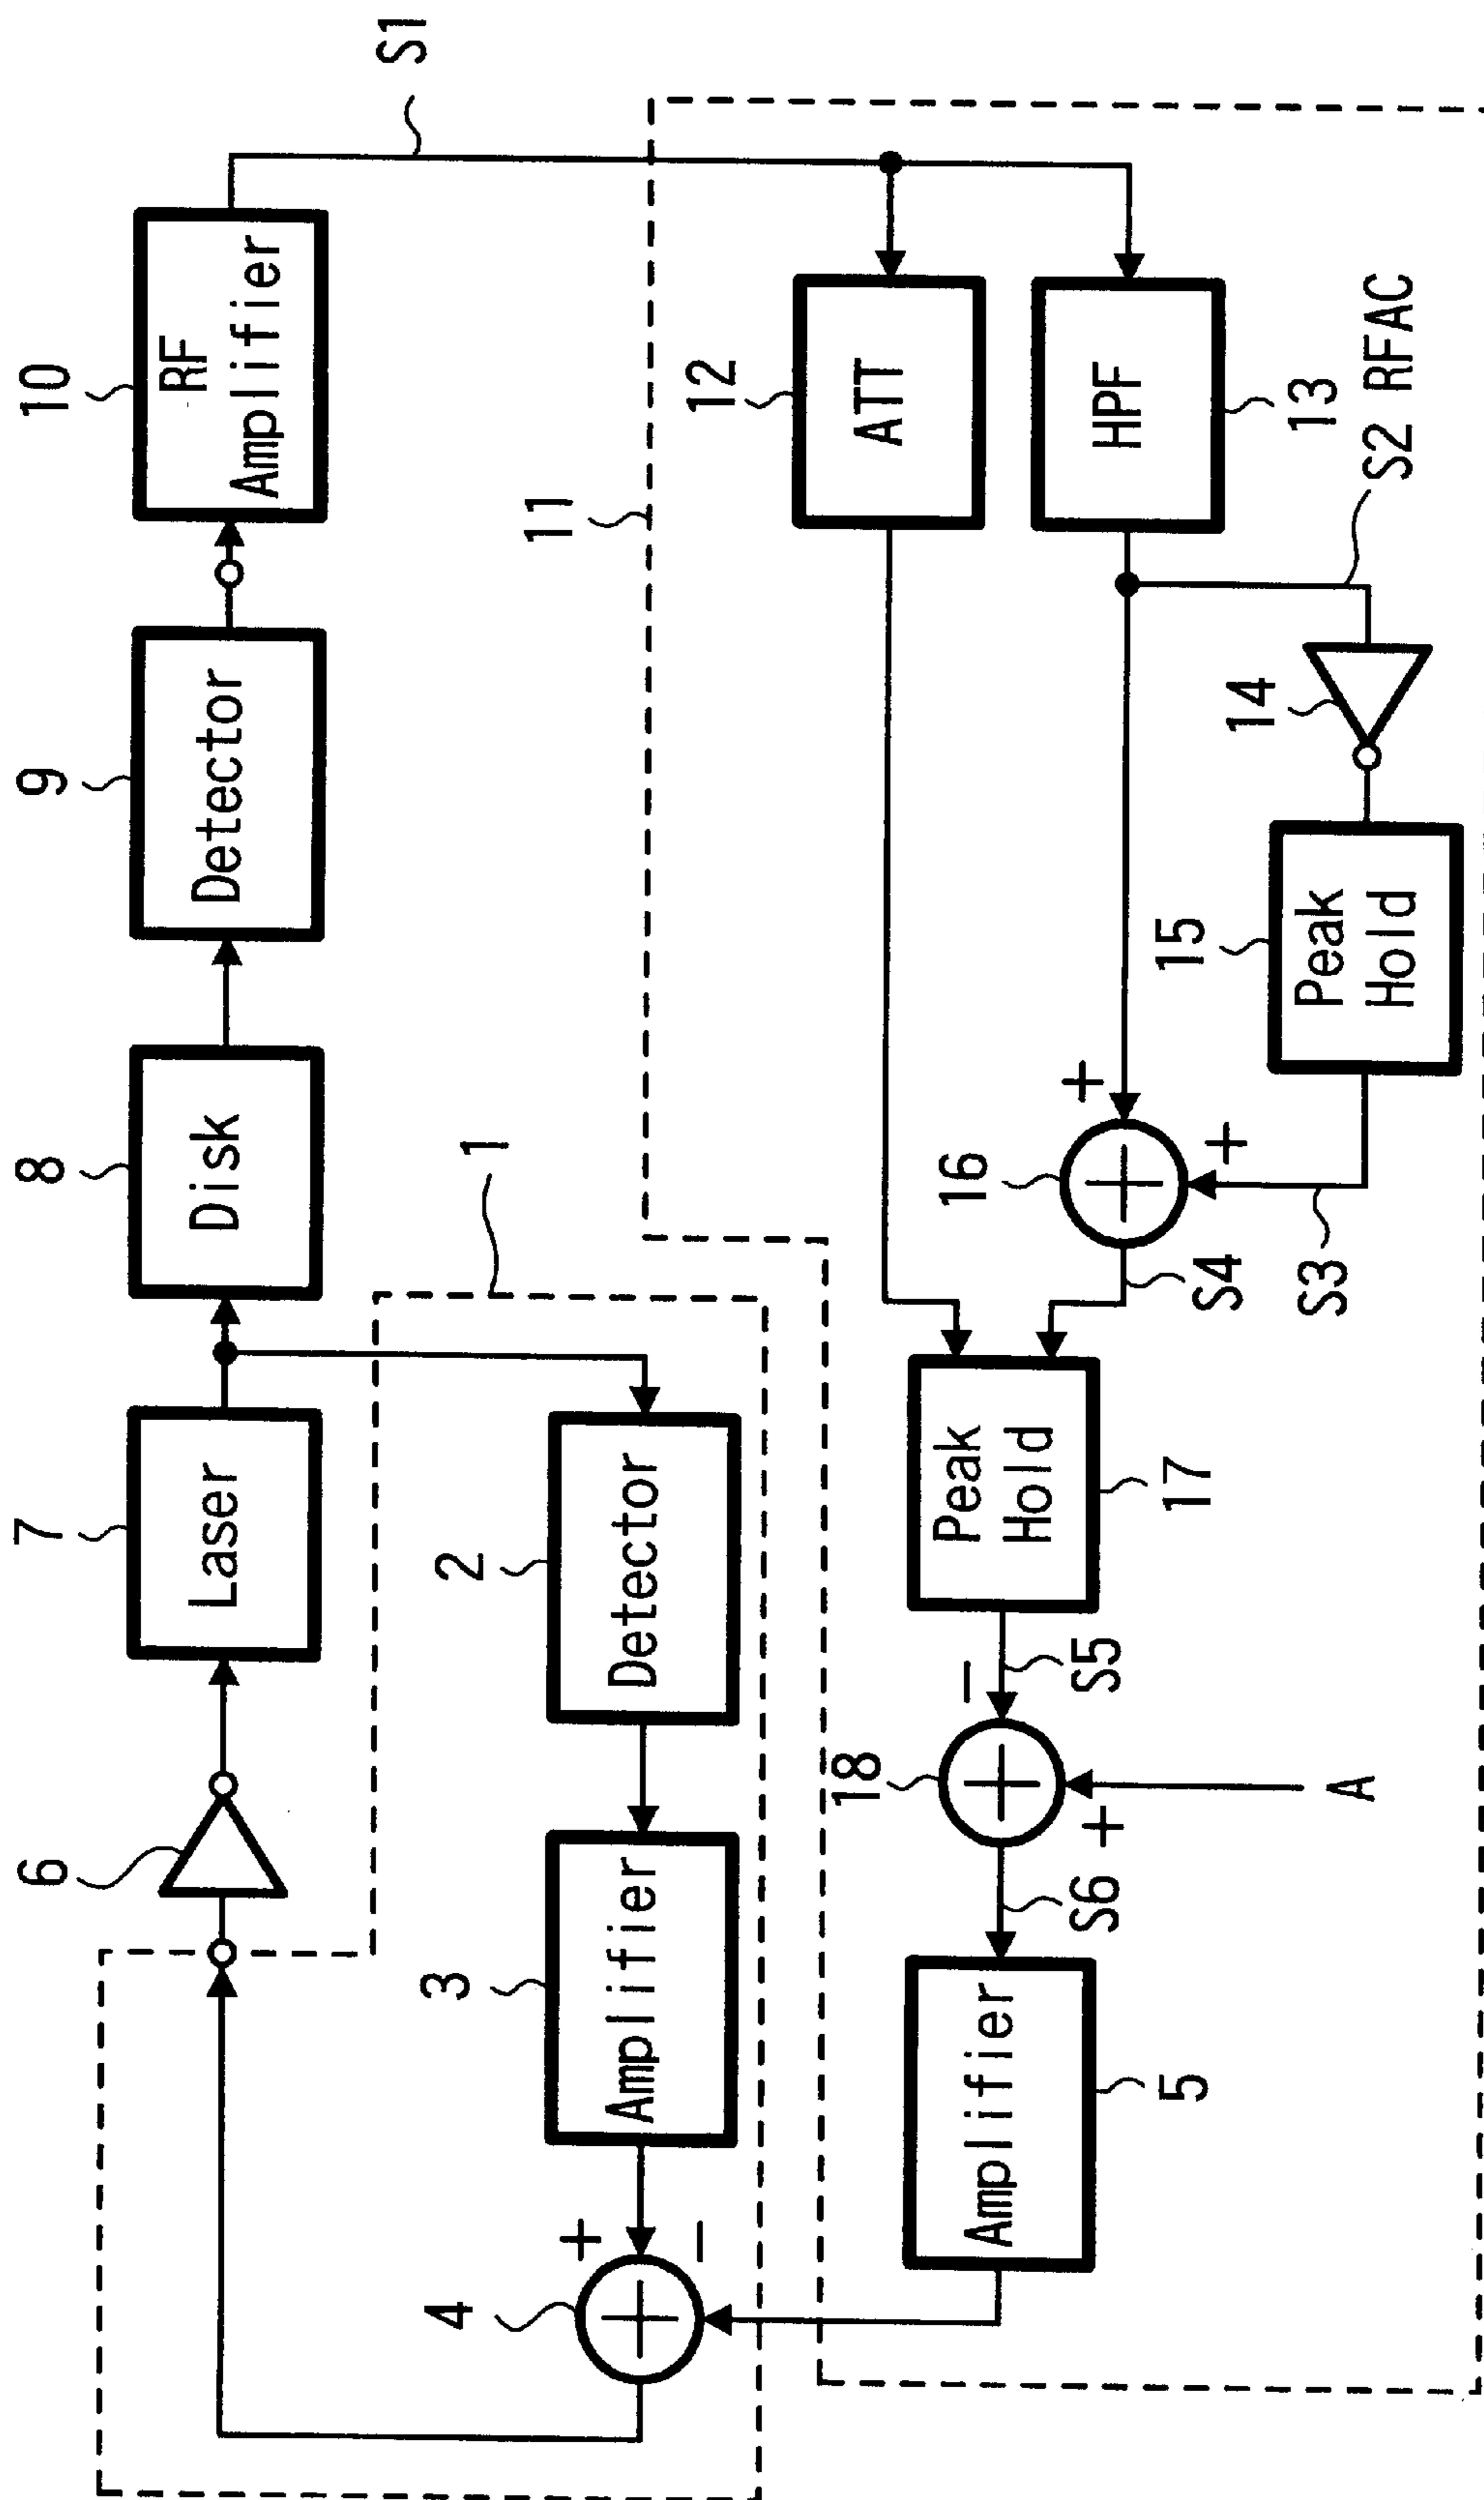 6
7
8
9
10
Laser
Disk
Detector
RF
Amplifier
S1
1
11
4
3
2
+
−
Amplifier
Detector
12
ATT
18
16
+
HPF
13
Amplifier
5
−
Peak
Hold
17
S6
+
S5
S4
+
15
14
S2 RFAC
A
S3
Peak
Hold